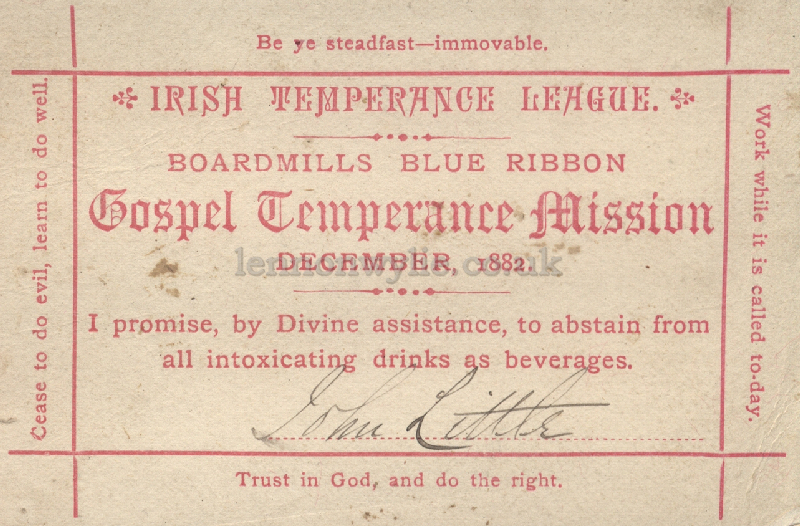 Be ye steadfast—immovable.
IRISH TEMPERANCE LEAGUE.
BOARDMILLS BLUE RIBBON
Gospel Temperance Mission
DECEMBER, 1882.
lennonwylie.co.uk
I promise, by Divine assistance, to abstain from
all intoxicating drinks as beverages.
John Little
Trust in God, and do the right.
Cease to do evil, learn to do well.
Work while it is called to-day.